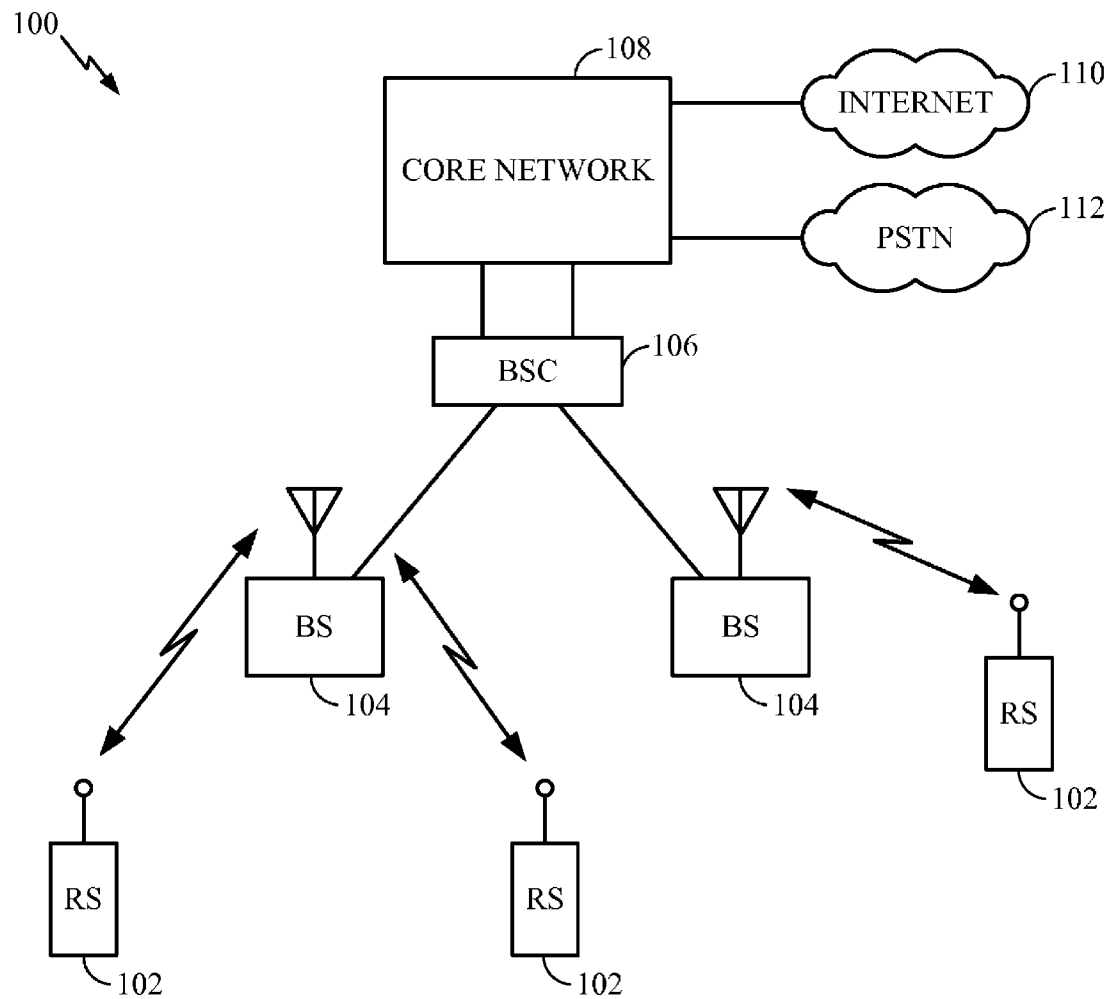 100
108
110
INTERNET
CORE NETWORK
112
PSTN
106
BSC
BS
BS
104
104
RS
102
RS
RS
102
102